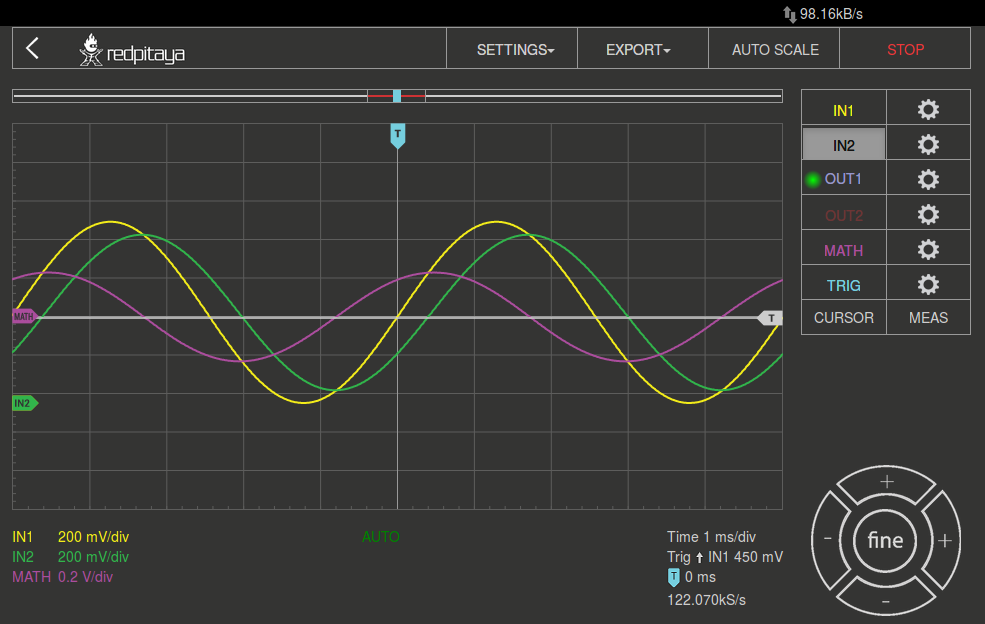 98.16kB/s
redpitaya
SETTINGS
EXPORT
AUTO SCALE
STOP
T
IN1
IN2
OUT1
OUT2
MATH
TRIG
CURSOR
MEAS
MATH
T
IN2
+
- fine +
-
IN1 200 mV/div
IN2 200 mV/div
MATH 0.2 V/div
AUTO
Time 1 ms/div
Trig ↑ IN1 450 mV
T 0 ms
122.070kS/s